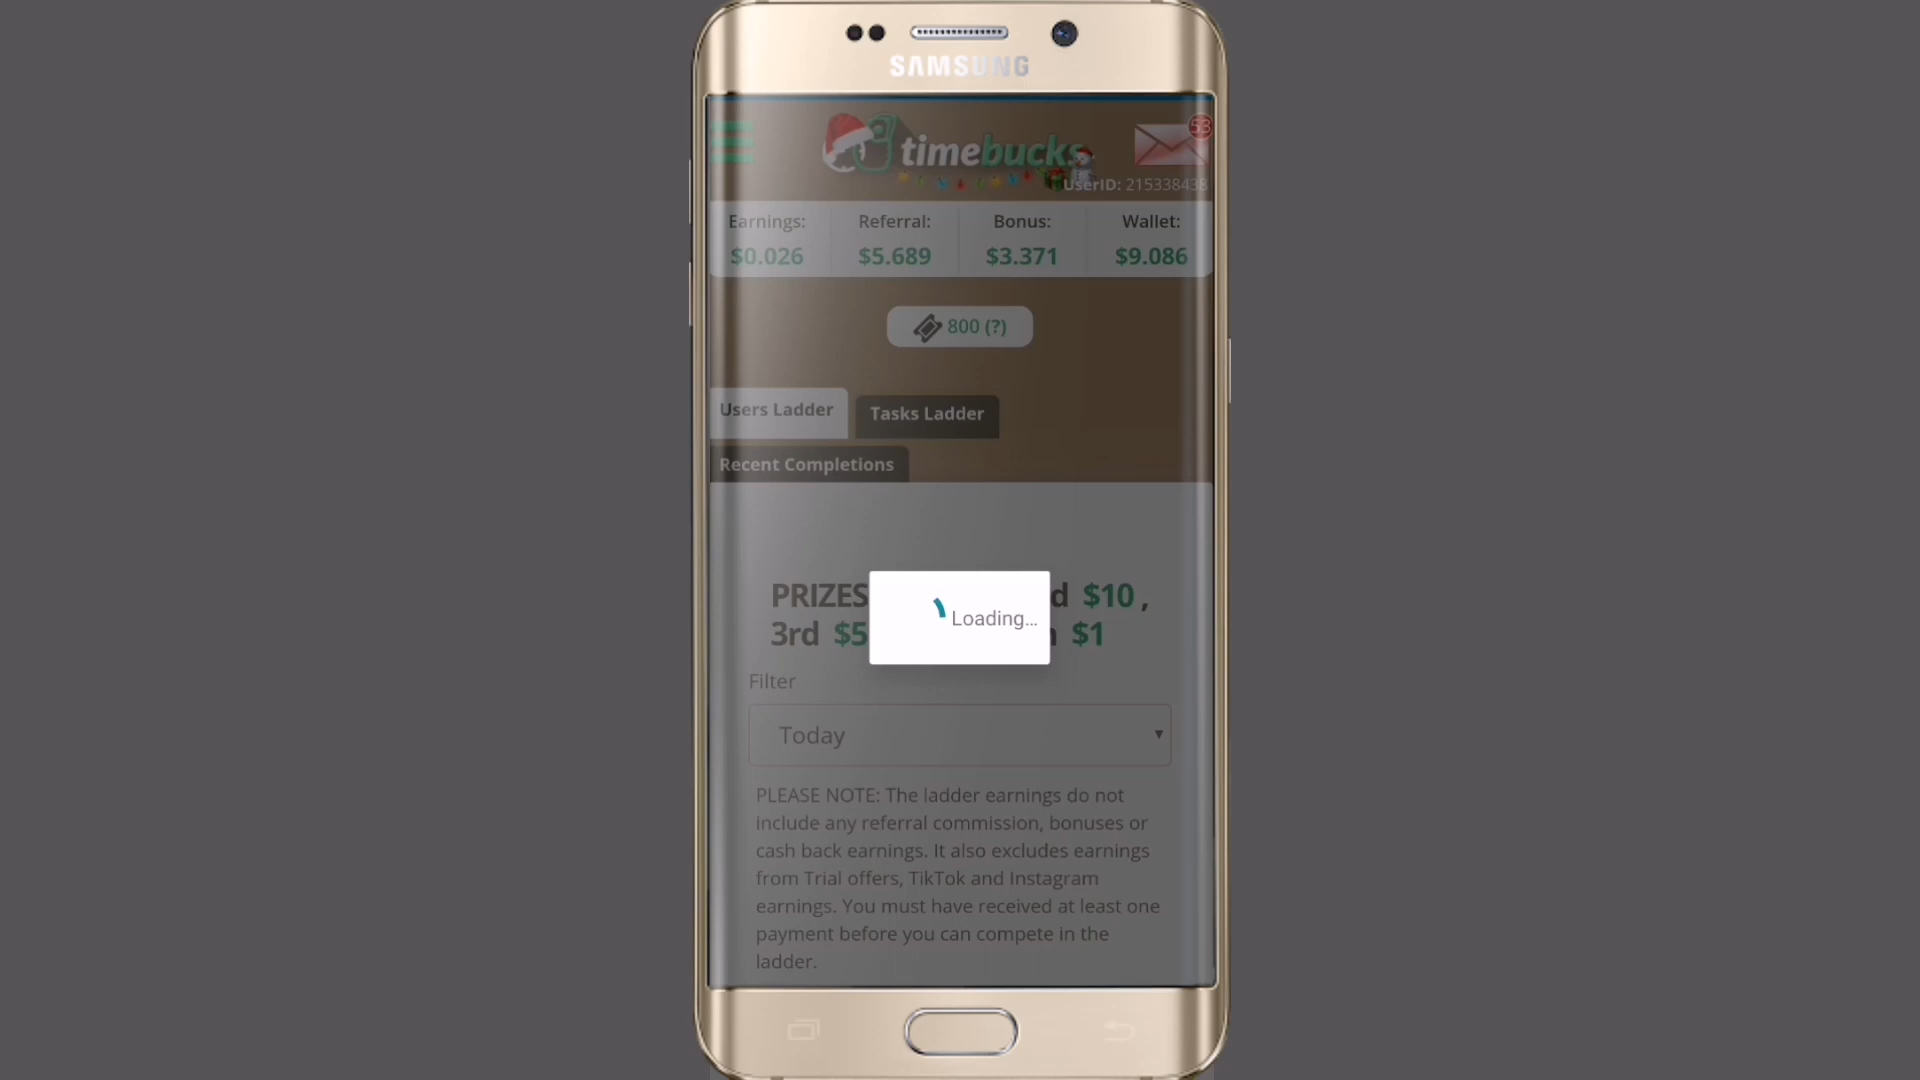 SAMSUNG
timebucks
53
UserID: 215338438
Earnings: Referral: Bonus: Wallet:
$0.026 $5.689 $3.371 $9.086
800 (?)
Users Ladder Tasks Ladder
Recent Completions
PRIZES $10 ,
3rd $5 $1
Loading...
Filter
Today
PLEASE NOTE: The ladder earnings do not
include any referral commission, bonuses or
cash back earnings. It also excludes earnings
from Trial offers, TikTok and Instagram
earnings. You must have received at least one
payment before you can compete in the
ladder.